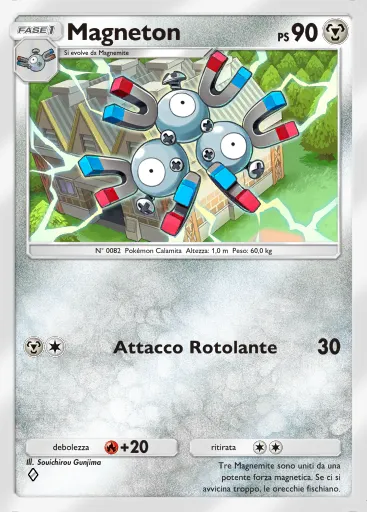 FASE 1
Magneton
PS 90
Si evolve da Magnemite
N° 0082 Pokémon Calamita Altezza: 1,0 m Peso: 60,0 kg
Attacco Rotolante 30
debolezza +20 ritirata
Ill. Souichirou Gunjima
Tre Magnemite sono uniti da una
potente forza magnetica. Se ci si
avvicina troppo, le orecchie fischiano.